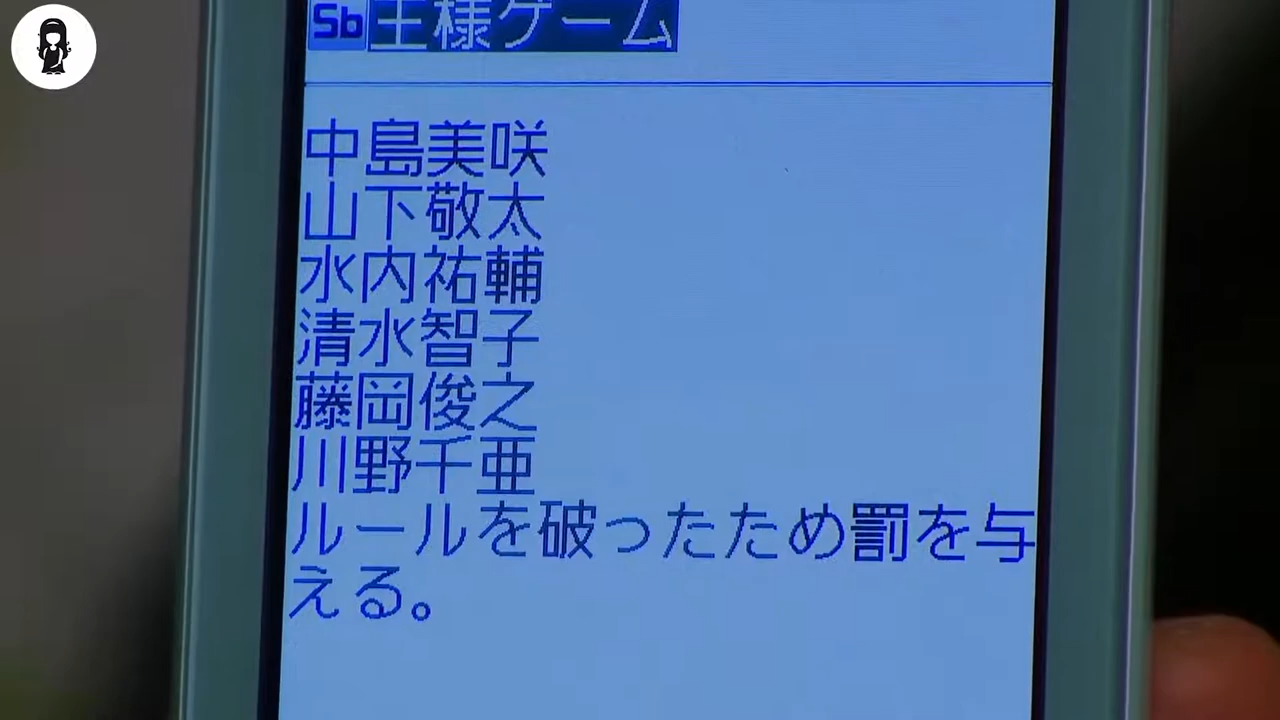 Sb 王様ゲーム
中島美咲
山下敬太
水内祐輔
清水智子
藤岡俊之
川野千亜
ルールを破ったため罰を与
える。